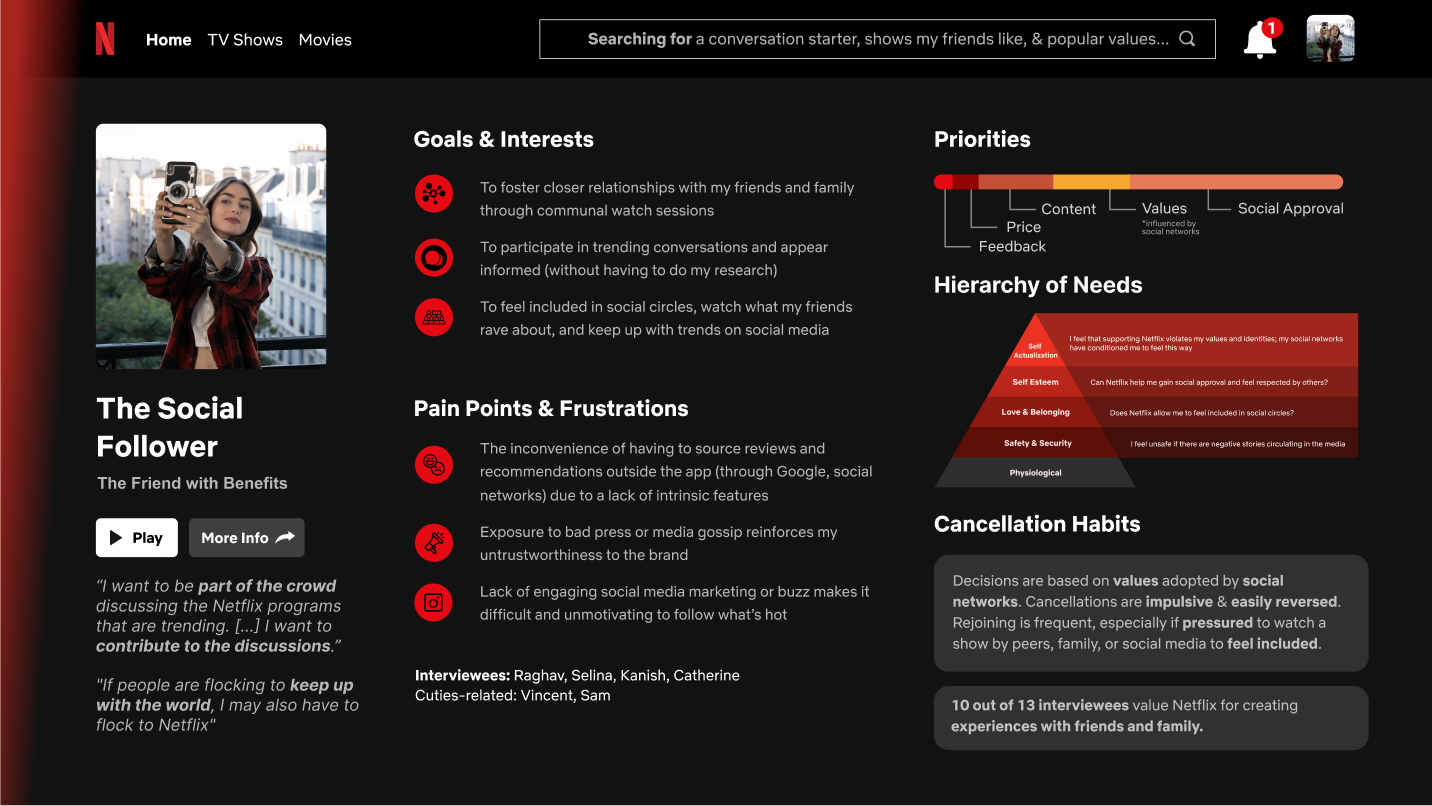 N
Home TV Shows Movies
Searching for a conversation starter, shows my friends like, & popular values...
1
The Social
Follower
The Friend with Benefits
Play
More Info
“I want to be part of the crowd
discussing the Netflix programs
that are trending. [...] I want to
contribute to the discussions.”
"If people are flocking to keep up
with the world, I may also have to
flock to Netflix"
Goals & Interests
To foster closer relationships with my friends and family
through communal watch sessions
To participate in trending conversations and appear
informed (without having to do my research)
To feel included in social circles, watch what my friends
rave about, and keep up with trends on social media
Pain Points & Frustrations
The inconvenience of having to source reviews and
recommendations outside the app (through Google, social
networks) due to a lack of intrinsic features
Exposure to bad press or media gossip reinforces my
untrustworthiness to the brand
Lack of engaging social media marketing or buzz makes it
difficult and unmotivating to follow what’s hot
Interviewees: Raghav, Selina, Kanish, Catherine
Cuties-related: Vincent, Sam
Priorities
Content
Values
*influenced by
social networks
Social Approval
Price
Feedback
Hierarchy of Needs
Self
Actualization
I feel that supporting Netflix violates my values and identities; my social networks
have conditioned me to feel this way
Self Esteem
Can Netflix help me gain social approval and feel respected by others?
Love & Belonging
Does Netflix allow me to feel included in social circles?
Safety & Security
I feel unsafe if there are negative stories circulating in the media
Physiological
Cancellation Habits
Decisions are based on values adopted by social
networks. Cancellations are impulsive & easily reversed.
Rejoining is frequent, especially if pressured to watch a
show by peers, family, or social media to feel included.
10 out of 13 interviewees value Netflix for creating
experiences with friends and family.